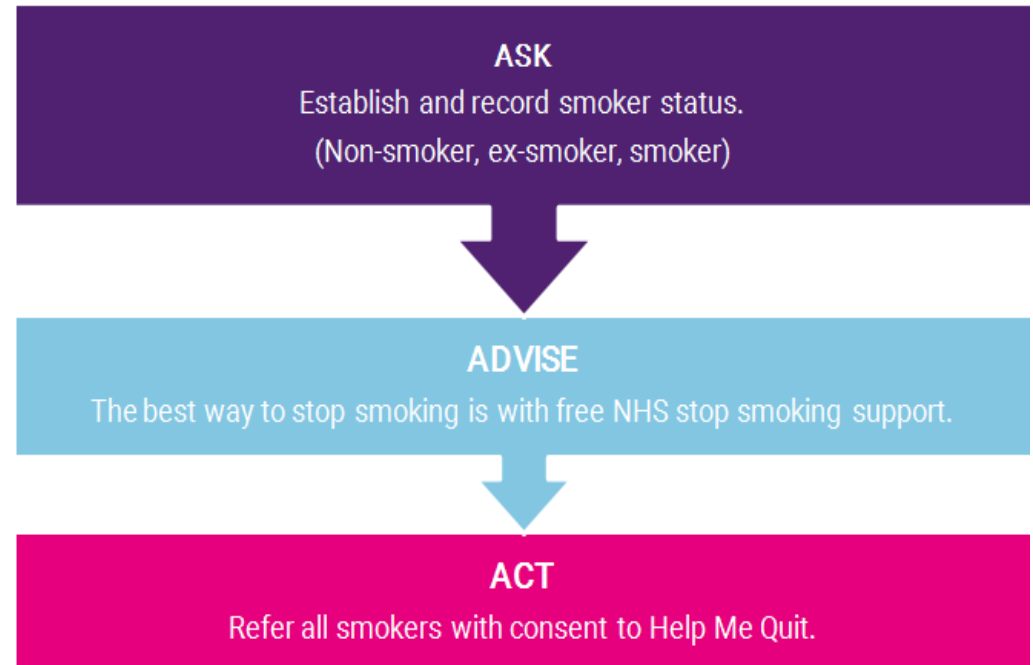 ASK
Establish and record smoker status.
(Non-smoker, ex-smoker, smoker)
ADVISE
The best way to stop smoking is with free NHS stop smoking support.
ACT
Refer all smokers with consent to Help Me Quit.